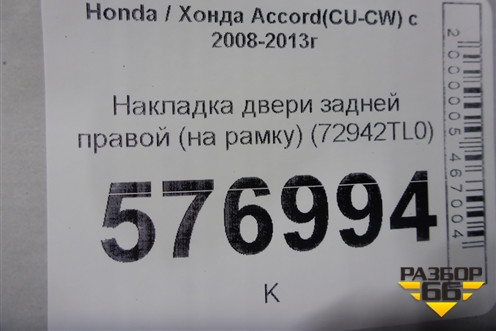 Honda / Хонда Accord(CU-CW) с
2008-2013г
Накладка двери задней
правой (на рамку) (72942TL0)
576994
К
2000005467004
РАЗБОР
66